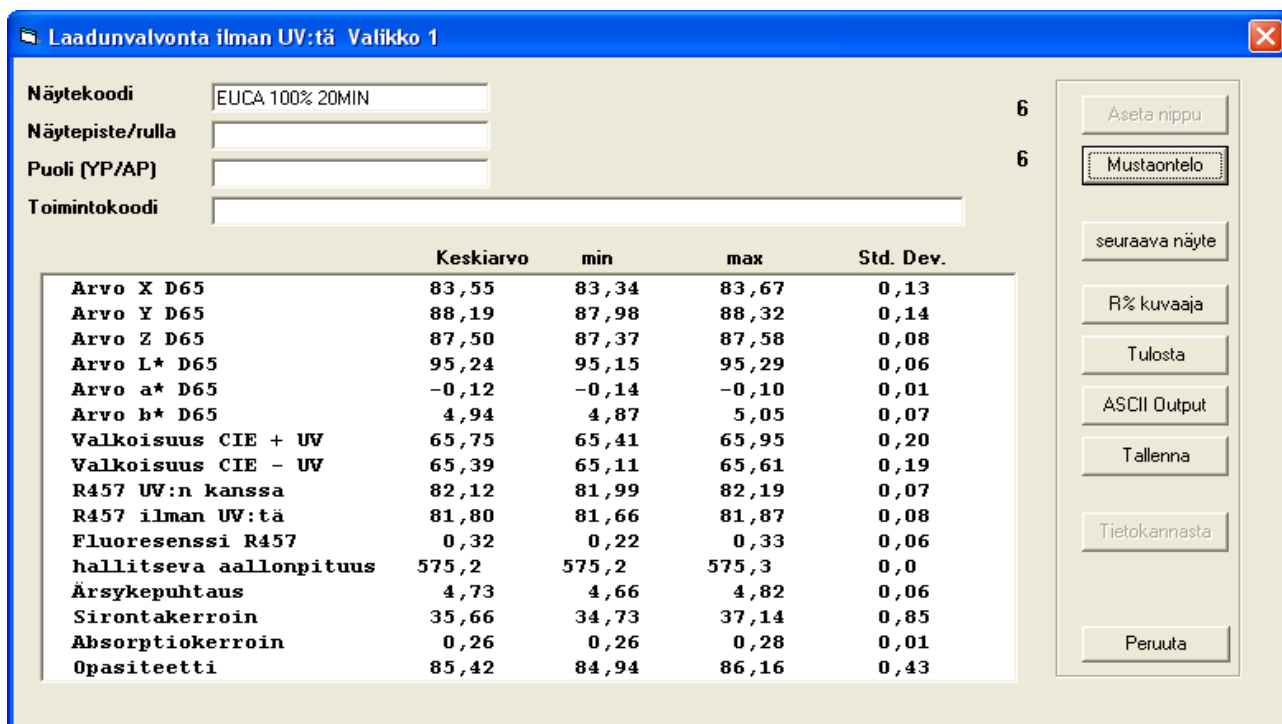 Laadunvalvonta ilman UV:tä Valikko 1
Näytekoodi EUCA 100% 20MIN 6 Aseta nippu
Näytepiste/rulla
Puoli (YP/AP) 6 Mustaontelo
Toimintokoodi
seuraava näyte
Keskiarvo min max Std. Dev.
Arvo X D65 83,55 83,34 83,67 0,13
Arvo Y D65 88,19 87,98 88,32 0,14 R% kuvaaja
Arvo Z D65 87,50 87,37 87,58 0,08
Arvo L* D65 95,24 95,15 95,29 0,06 Tulosta
Arvo a* D65 -0,12 -0,14 -0,10 0,01
Arvo b* D65 4,94 4,87 5,05 0,07 ASCII Output
Valkoisuus CIE + UV 65,75 65,41 65,95 0,20
Valkoisuus CIE - UV 65,39 65,11 65,61 0,19 Tallenna
R457 UV:n kanssa 82,12 81,99 82,19 0,07
R457 ilman UV:tä 81,80 81,66 81,87 0,08
Fluoresenssi R457 0,32 0,22 0,33 0,06 Tietokannasta
hallitseva aallonpituus 575,2 575,2 575,3 0,0
Ärsykepuhtaus 4,73 4,66 4,82 0,06
Sirontakerroin 35,66 34,73 37,14 0,85
Absorptiokerroin 0,26 0,26 0,28 0,01 Peruuta
Opasiteetti 85,42 84,94 86,16 0,43